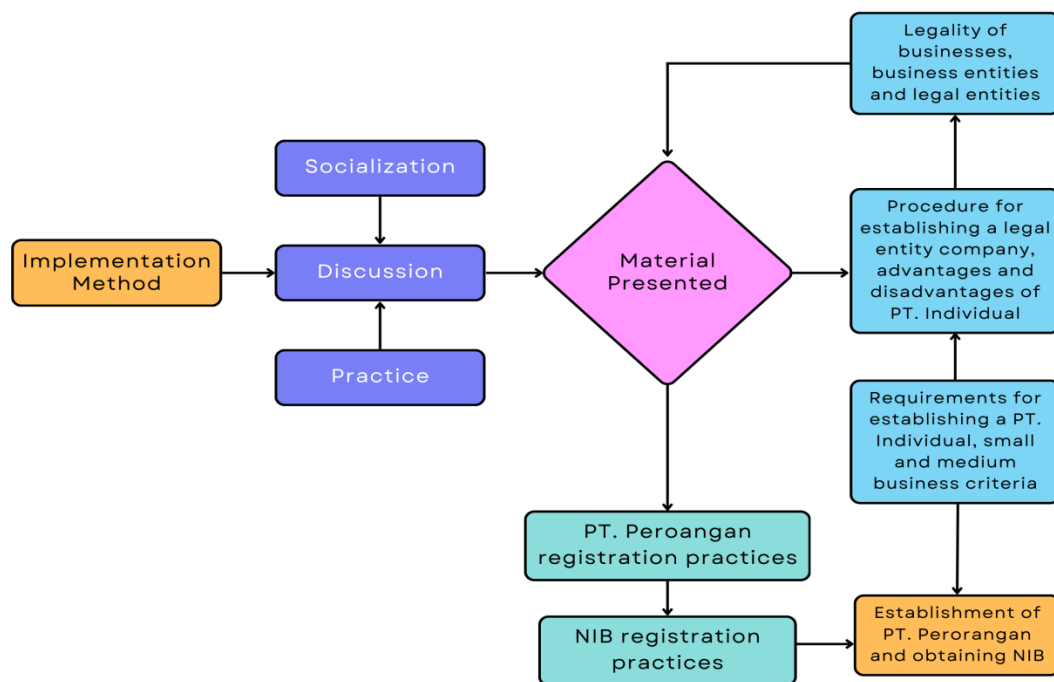 Implementation
Method
Socialization
Discussion
Practice
Material
Presented
Legality of
businesses,
business entities
and legal entities
Procedure for
establishing a legal
entity company,
advantages and
disadvantages of
PT. Individual
Requirements for
establishing a PT.
Individual, small
and medium
business criteria
PT. Peroangan
registration practices
NIB registration
practices
Establishment of
PT. Perorangan
and obtaining NIB